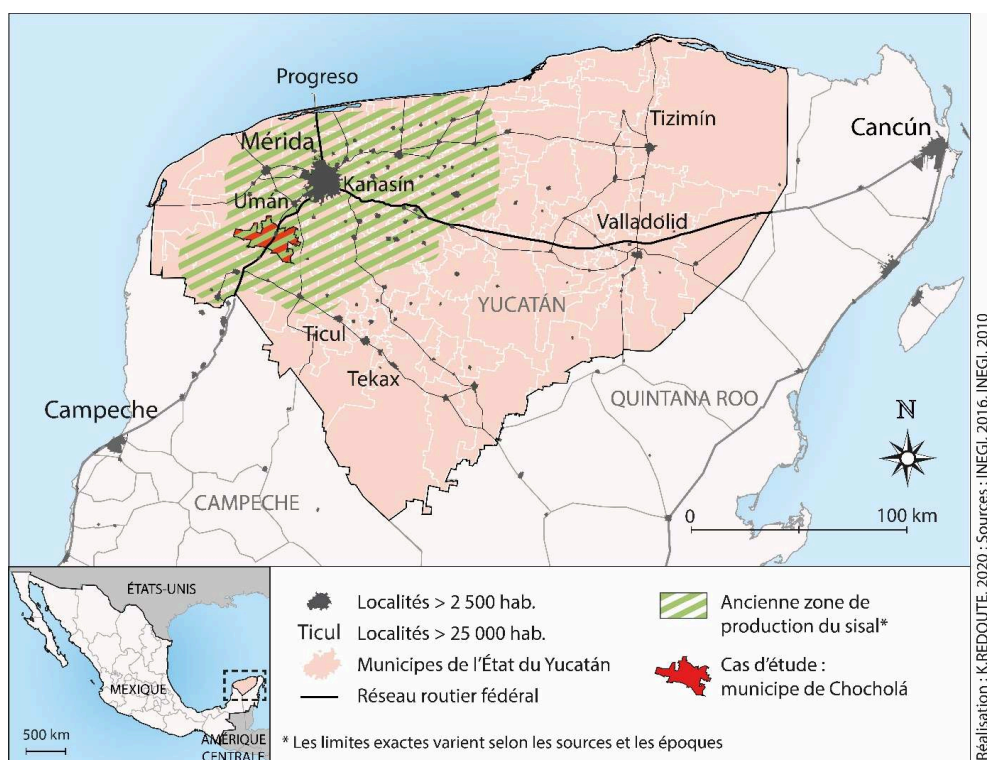 Progreso
Mérida
Kanasín
Umán
Tizimín
Cancún
Valladolid
YUCATÁN
Ticul
Tekax
Campeche
QUINTANA ROO
CAMPECHE
N
0 100 km
ÉTATS-UNIS
MEXIQUE
AMÉRIQUE
CENTRALE
500 km
Localités > 2 500 hab.
Ticul Localités > 25 000 hab.
Municipes de l'État du Yucatán
Réseau routier fédéral
Ancienne zone de
production du sisal*
Cas d'étude :
municipe de Chocholá
* Les limites exactes varient selon les sources et les époques
Réalisation : K.REDOUTE, 2020 ; Sources : INEGI, 2016, INEGI, 2010